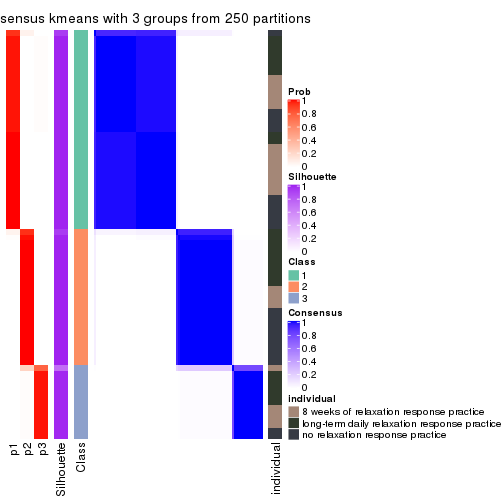 sensus kmeans with 3 groups from 250 partitions
Prob
1
0.8
0.6
0.4
0.2
0
Silhouette
1
0.8
0.6
0.4
0.2
0
Class
1
2
3
Consensus
1
0.8
0.6
0.4
0.2
0
individual
8 weeks of relaxation response practice
long-term daily relaxation response practice
no relaxation response practice
p1
p2
p3
Silhouette
Class
individual